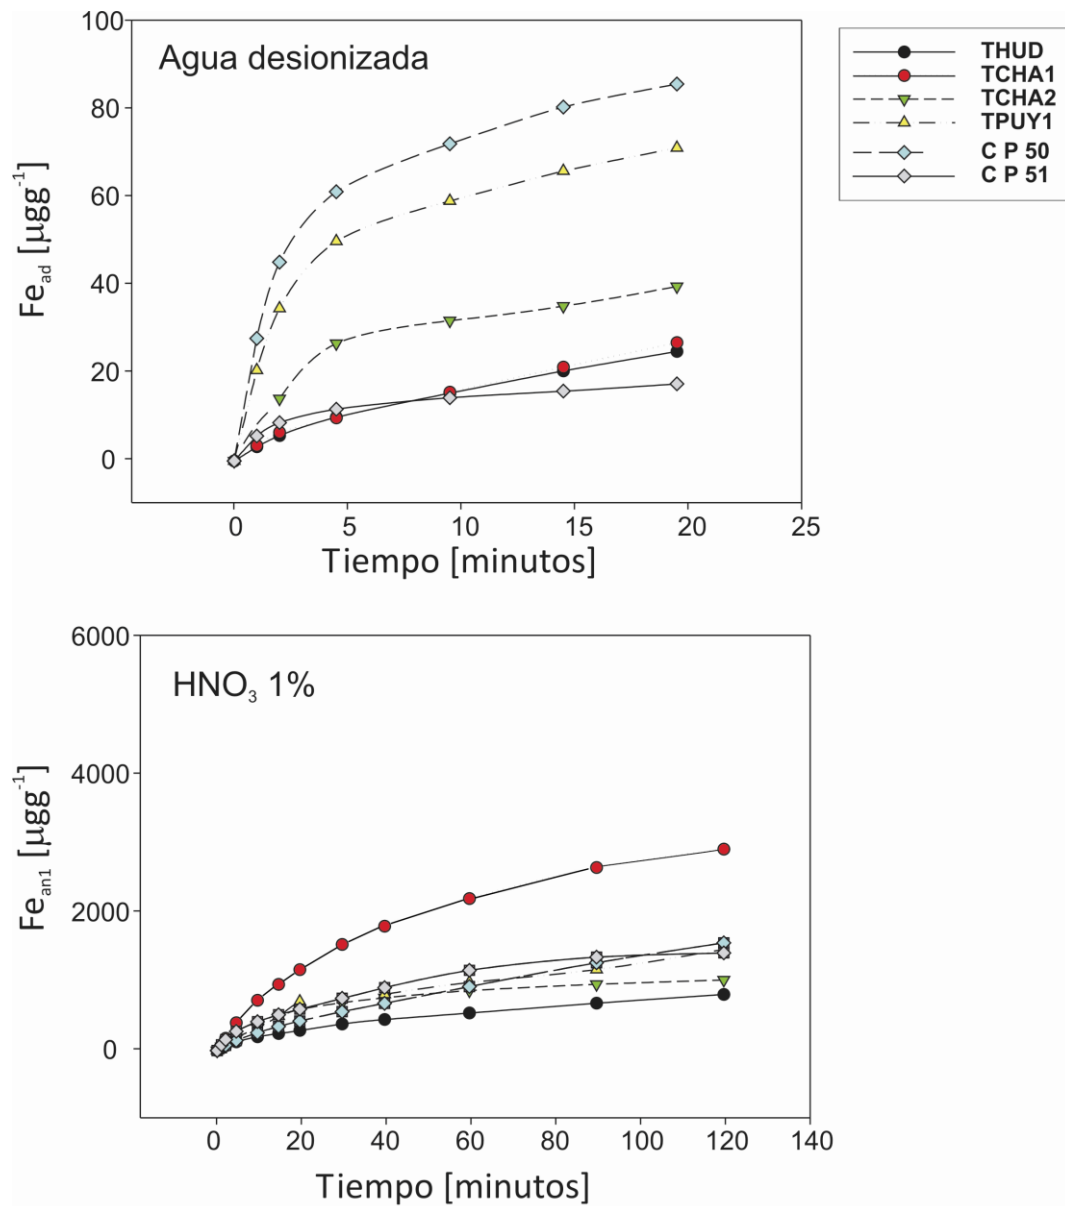 100
80
60
40
20
0
Agua desionizada
Fe_ad [µgg⁻¹]
0 5 10 15 20 25
Tiempo [minutos]
THUD
TCHA1
TCHA2
TPUY1
C P 50
C P 51
6000
4000
2000
0
HNO₃ 1%
Fe_an1 [µgg⁻¹]
0 20 40 60 80 100 120 140
Tiempo [minutos]